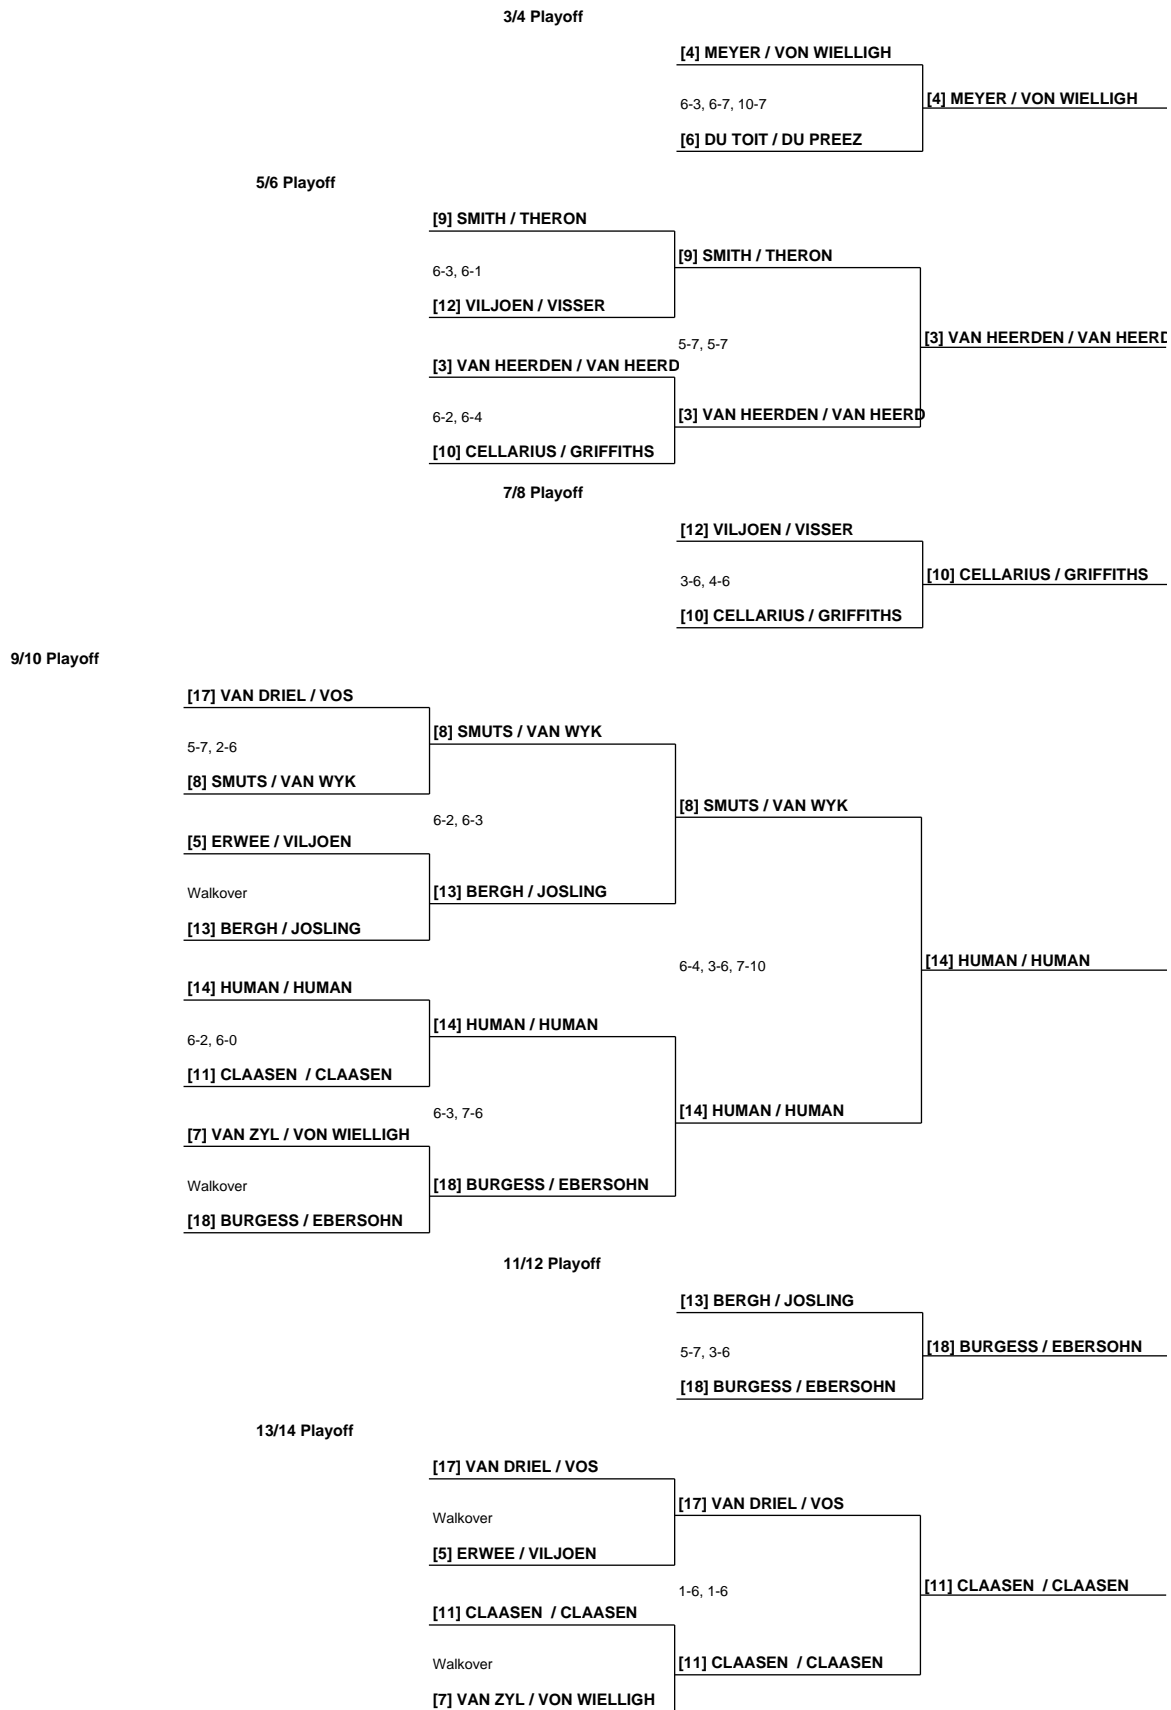 3/4 Playoff
[4] MEYER / VON WIELLIGH
6-3, 6-7, 10-7
[4] MEYER / VON WIELLIGH
[6] DU TOIT / DU PREEZ
5/6 Playoff
[9] SMITH / THERON
[9] SMITH / THERON
6-3, 6-1
[12] VILJOEN / VISSER
5-7, 5-7
[3] VAN HEERDEN / VAN HEERD
[3] VAN HEERDEN / VAN HEERD
6-2, 6-4
[3] VAN HEERDEN / VAN HEERD
[10] CELLARIUS / GRIFFITHS
7/8 Playoff
[12] VILJOEN / VISSER
3-6, 4-6
[10] CELLARIUS / GRIFFITHS
[10] CELLARIUS / GRIFFITHS
9/10 Playoff
[17] VAN DRIEL / VOS
[8] SMUTS / VAN WYK
5-7, 2-6
[8] SMUTS / VAN WYK
[8] SMUTS / VAN WYK
6-2, 6-3
[5] ERWEE / VILJOEN
Walkover
[13] BERGH / JOSLING
[13] BERGH / JOSLING
6-4, 3-6, 7-10
[14] HUMAN / HUMAN
[14] HUMAN / HUMAN
[14] HUMAN / HUMAN
6-2, 6-0
[11] CLAASEN  / CLAASEN
6-3, 7-6
[14] HUMAN / HUMAN
[7] VAN ZYL / VON WIELLIGH
Walkover
[18] BURGESS / EBERSOHN
[18] BURGESS / EBERSOHN
11/12 Playoff
[13] BERGH / JOSLING
5-7, 3-6
[18] BURGESS / EBERSOHN
[18] BURGESS / EBERSOHN
13/14 Playoff
[17] VAN DRIEL / VOS
[17] VAN DRIEL / VOS
Walkover
[5] ERWEE / VILJOEN
1-6, 1-6
[11] CLAASEN  / CLAASEN
[11] CLAASEN  / CLAASEN
Walkover
[11] CLAASEN  / CLAASEN
[7] VAN ZYL / VON WIELLIGH